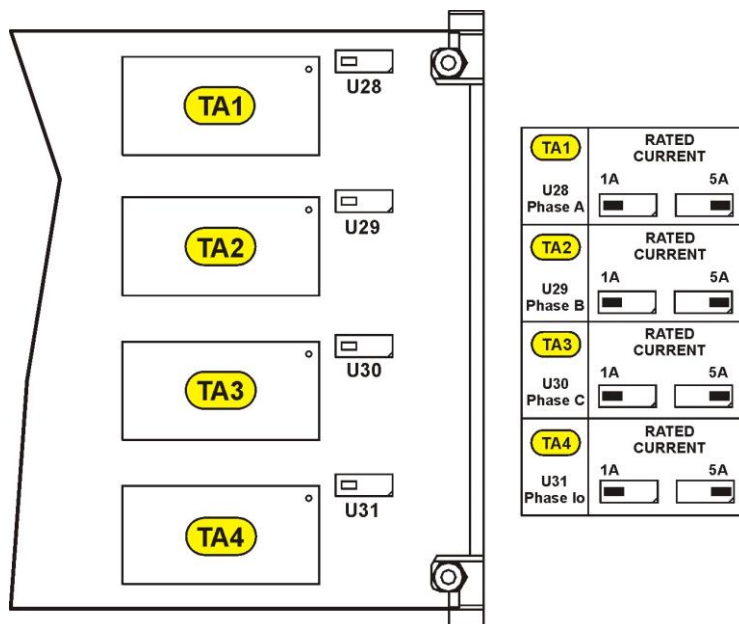 TA1
U28
TA2
U29
TA3
U30
TA4
U31
TA1
RATED
CURRENT
U28
Phase A
1A 5A
TA2
RATED
CURRENT
U29
Phase B
1A 5A
TA3
RATED
CURRENT
U30
Phase C
1A 5A
TA4
RATED
CURRENT
U31
Phase Io
1A 5A